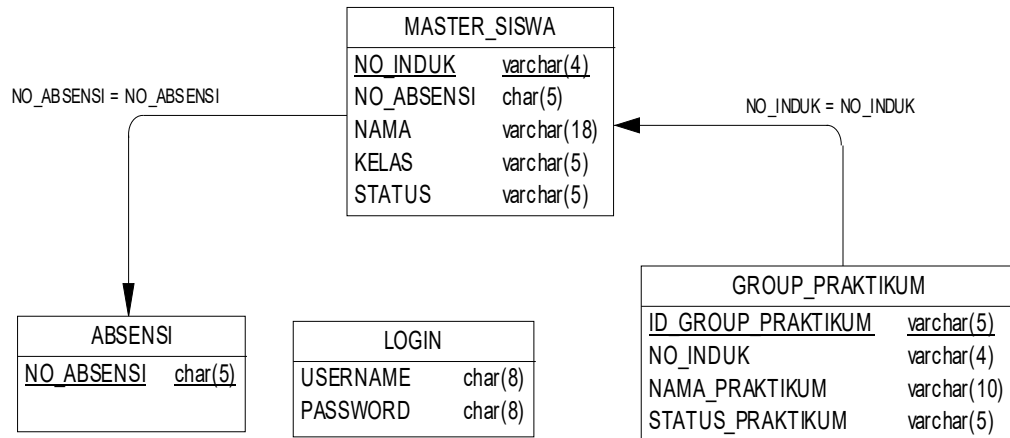 MASTER_SISWA
NO_INDUK varchar(4)
NO_ABSENSI char(5)
NAMA varchar(18)
KELAS varchar(5)
STATUS varchar(5)
NO_ABSENSI = NO_ABSENSI
NO_INDUK = NO_INDUK
ABSENSI
NO_ABSENSI char(5)
LOGIN
USERNAME char(8)
PASSWORD char(8)
GROUP_PRAKTIKUM
ID_GROUP_PRAKTIKUM varchar(5)
NO_INDUK varchar(4)
NAMA_PRAKTIKUM varchar(10)
STATUS_PRAKTIKUM varchar(5)